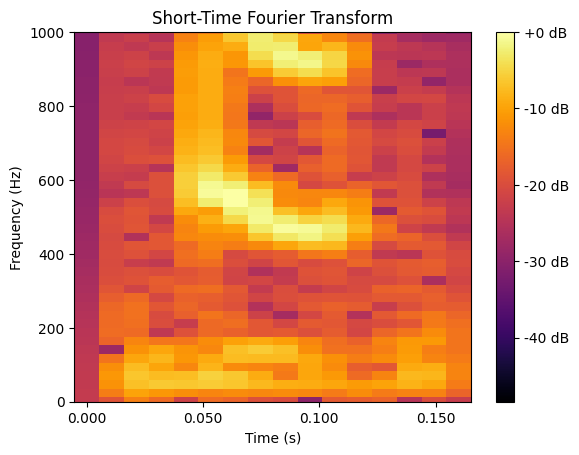 Short-Time Fourier Transform
1000
800
600
400
200
0
Frequency (Hz)
0.000
0.050
0.100
0.150
Time (s)
+0 dB
-10 dB
-20 dB
-30 dB
-40 dB